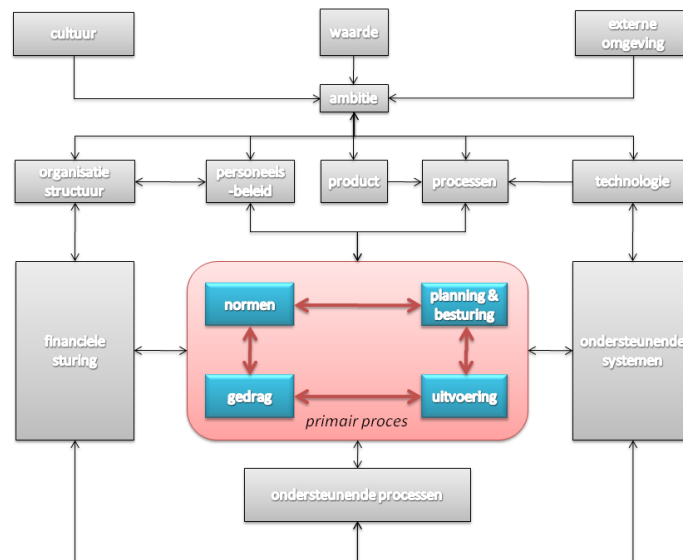 cultuur
waarde
externe
omgeving
ambitie
organisatie
structuur
personeels
-beleid
product
processen
technologie
financiele
sturing
normen
planning &
besturing
gedrag
uitvoering
primair proces
ondersteunende
systemen
ondersteunende processen